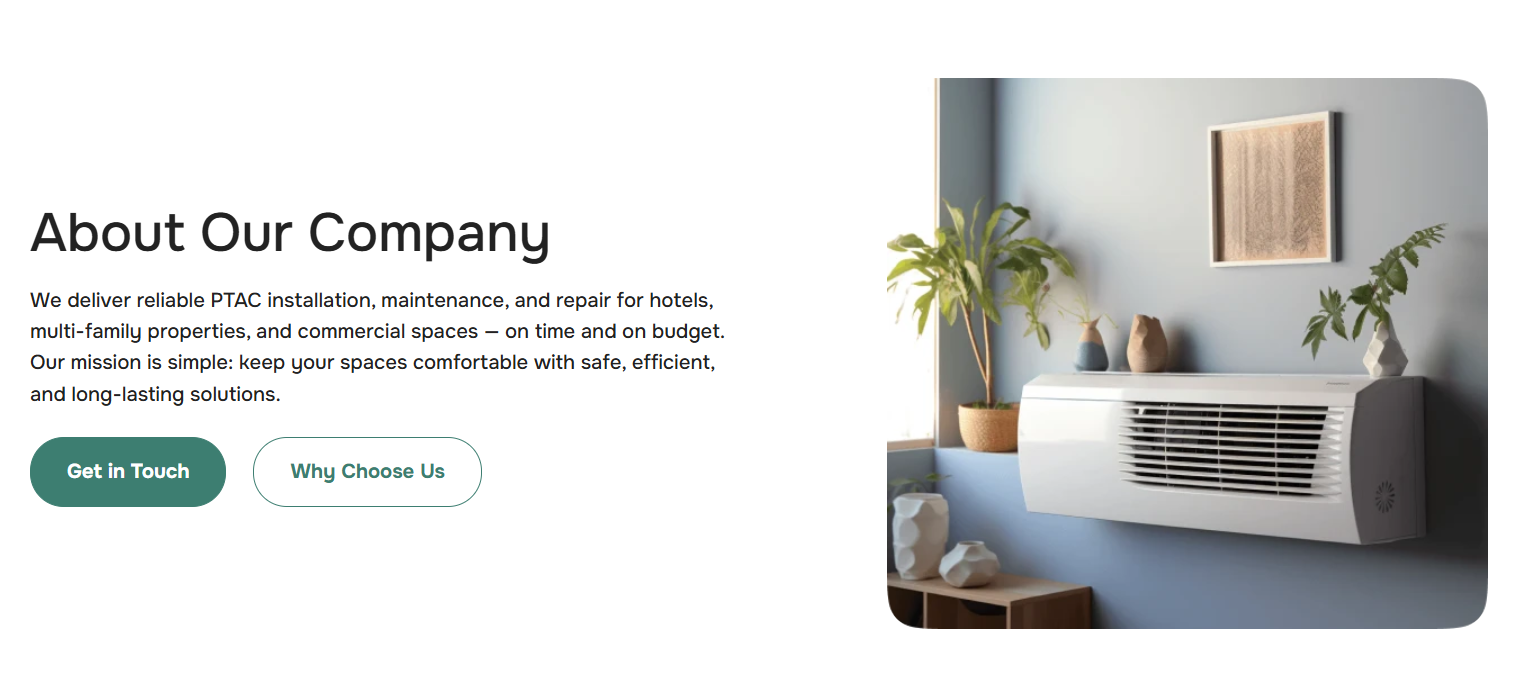 About Our Company
We deliver reliable PTAC installation, maintenance, and repair for hotels,
multi-family properties, and commercial spaces — on time and on budget.
Our mission is simple: keep your spaces comfortable with safe, efficient,
and long-lasting solutions.
Get in Touch
Why Choose Us